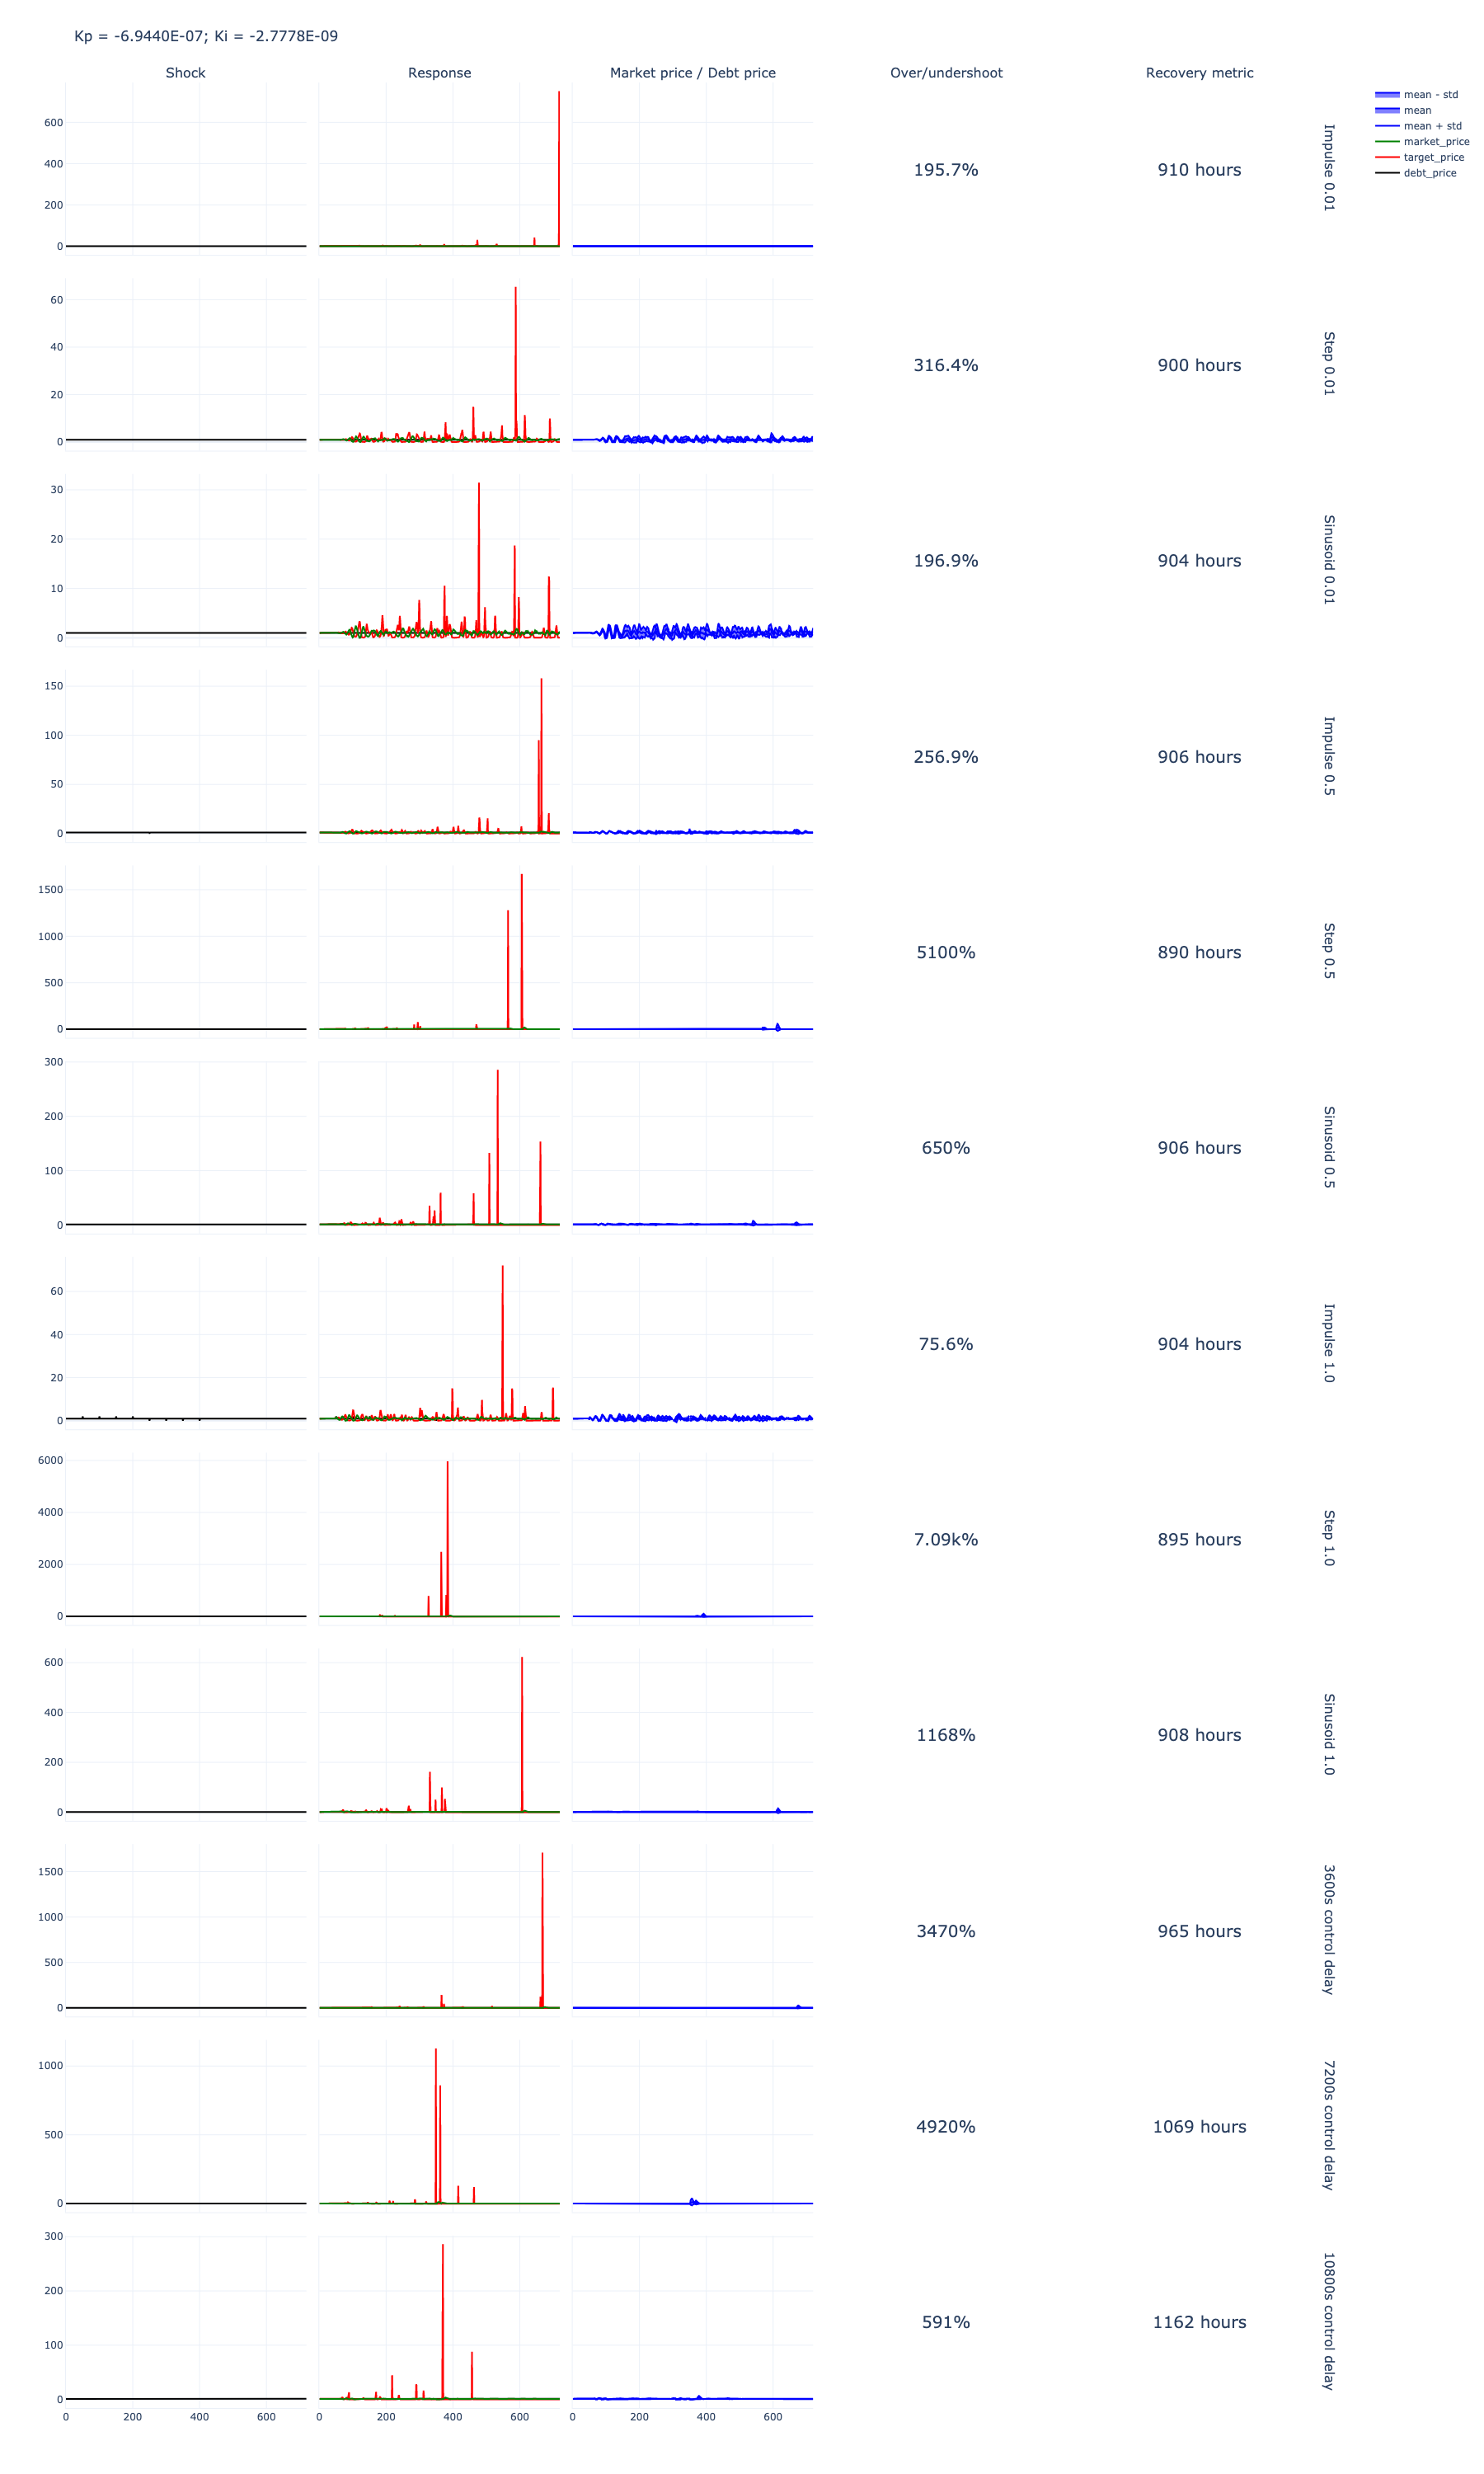 Kp = -6.9440E-07; Ki = -2.7778E-09
Shock
Response
Market price / Debt price
Over/undershoot
Recovery metric
mean - std
mean
mean + std
market_price
target_price
debt_price
600
400
200
0
195.7%
910 hours
Impulse 0.01
60
40
20
0
316.4%
900 hours
Step 0.01
30
20
10
0
196.9%
904 hours
Sinusoid 0.01
150
100
50
0
256.9%
906 hours
Impulse 0.5
1500
1000
500
0
5100%
890 hours
Step 0.5
300
200
100
0
650%
906 hours
Sinusoid 0.5
60
40
20
0
75.6%
904 hours
Impulse 1.0
6000
4000
2000
0
7.09k%
895 hours
Step 1.0
600
400
200
0
1168%
908 hours
Sinusoid 1.0
1500
1000
500
0
3470%
965 hours
3600s control delay
1000
500
0
4920%
1069 hours
7200s control delay
300
200
100
0
591%
1162 hours
10800s control delay
0 200 400 600
0 200 400 600
0 200 400 600